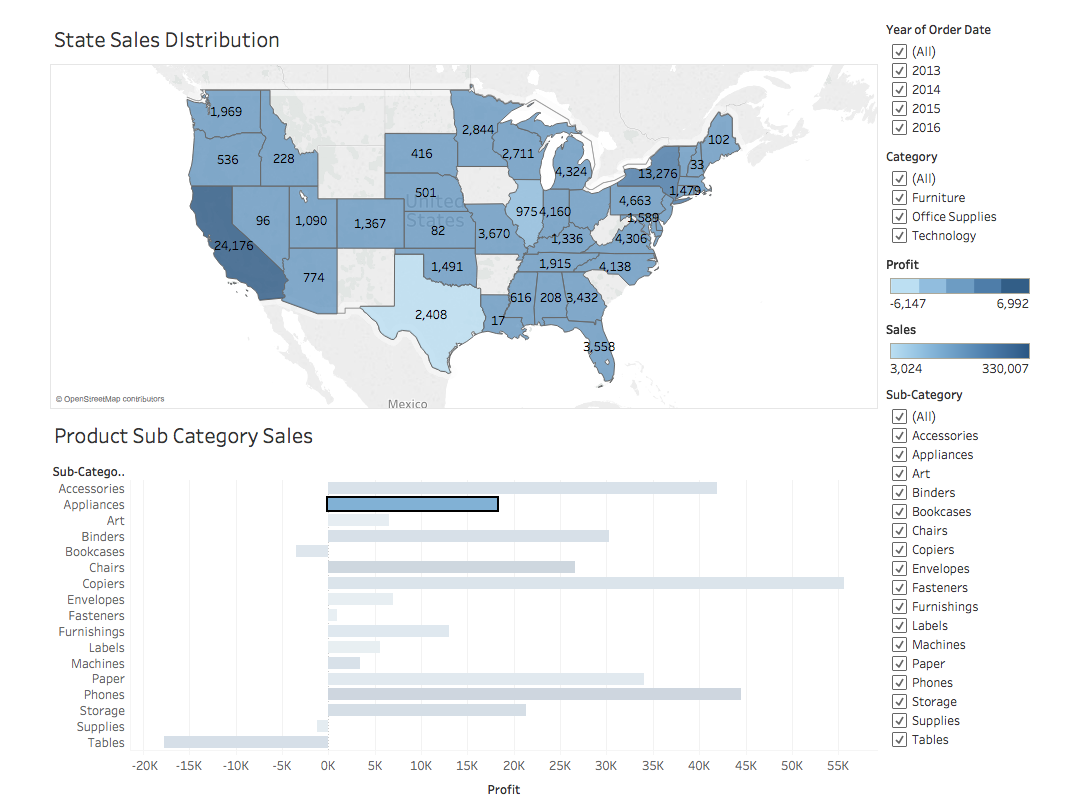 State Sales DIstribution
1,969
102
2,844
536
228
416
2,711
4,324
13,276
33
1,479
501
United
States
24,176
96
1,090
1,367
82
3,670
975
4,160
4,663
1,589
1,336
4,306
774
1,491
1,915
4,138
2,408
17
616
208
3,432
3,558
© OpenStreetMap contributors
Mexico
Product Sub Category Sales
Sub-Catego..
Accessories
Appliances
Art
Binders
Bookcases
Chairs
Copiers
Envelopes
Fasteners
Furnishings
Labels
Machines
Paper
Phones
Storage
Supplies
Tables
-20K -15K -10K -5K 0K 5K 10K 15K 20K 25K 30K 35K 40K 45K 50K 55K
Profit
Year of Order Date
(All)
2013
2014
2015
2016
Category
(All)
Furniture
Office Supplies
Technology
Profit
-6,147 6,992
Sales
3,024 330,007
Sub-Category
(All)
Accessories
Appliances
Art
Binders
Bookcases
Chairs
Copiers
Envelopes
Fasteners
Furnishings
Labels
Machines
Paper
Phones
Storage
Supplies
Tables